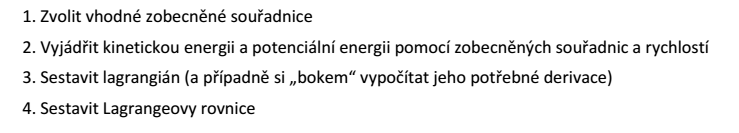 1. Zvolit vhodné zobecněné souřadnice
2. Vyjádřit kinetickou energii a potenciální energii pomocí zobecněných souřadnic a rychlostí
3. Sestavit lagrangián (a případně si „bokem“ vypočítat jeho potřebné derivace)
4. Sestavit Lagrangeovy rovnice